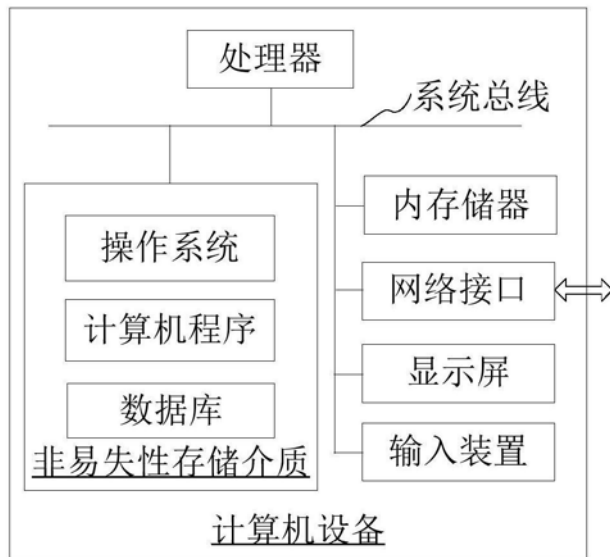 处理器
系统总线
操作系统
计算机程序
数据库
非易失性存储介质
内存储器
网络接口
显示屏
输入装置
计算机设备